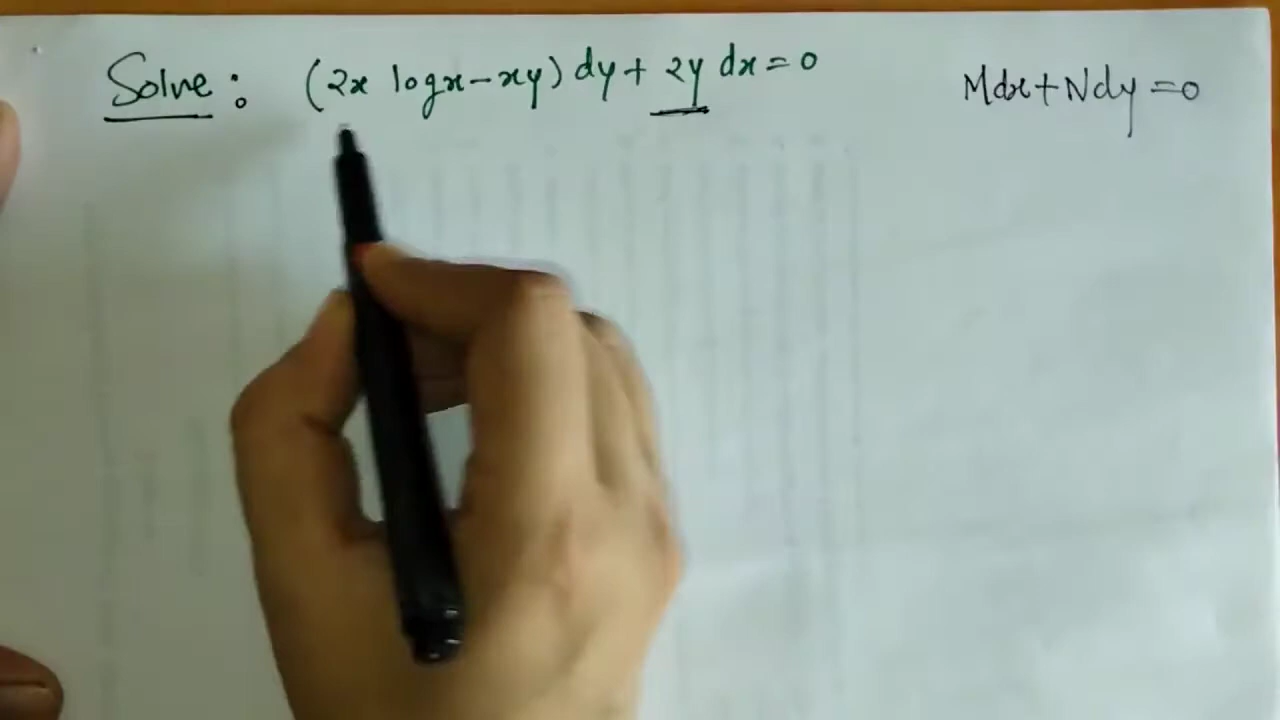 Solve : (2x logx - xy) dy + 2y dx = 0
Mdx + Ndy = 0